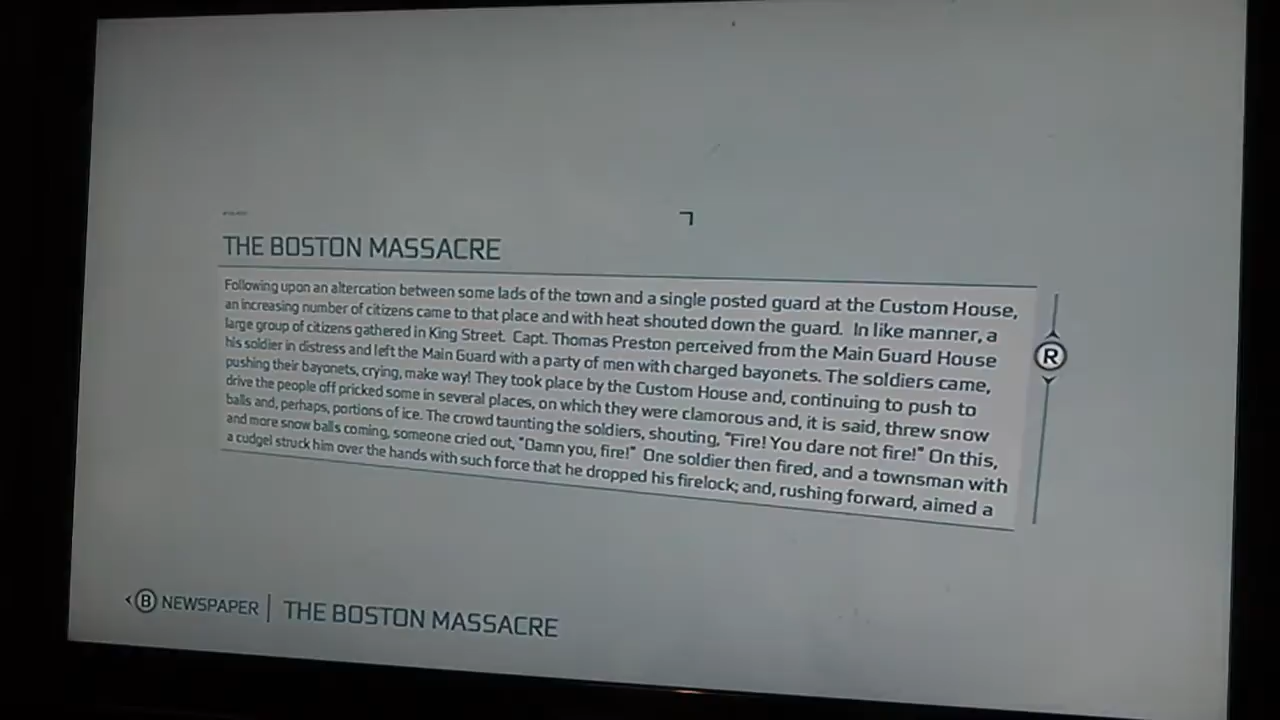 THE BOSTON MASSACRE
Following upon an altercation between some lads of the town and a single posted guard at the Custom House,
an increasing number of citizens came to that place and with heat shouted down the guard. In like manner, a
large group of citizens gathered in King Street. Capt. Thomas Preston perceived from the Main Guard House
his soldier in distress and left the Main Guard with a party of men with charged bayonets. The soldiers came,
pushing their bayonets, crying, make way! They took place by the Custom House and, continuing to push to
drive the people off pricked some in several places, on which they were clamorous and, it is said, threw snow
balls and, perhaps, portions of ice. The crowd taunting the soldiers, shouting, "Fire! You dare not fire!" On this,
and more snow balls coming, someone cried out, "Damn you, fire!" One soldier then fired, and a townsman with
a cudgel struck him over the hands with such force that he dropped his firelock; and, rushing forward, aimed a
R
B NEWSPAPER | THE BOSTON MASSACRE